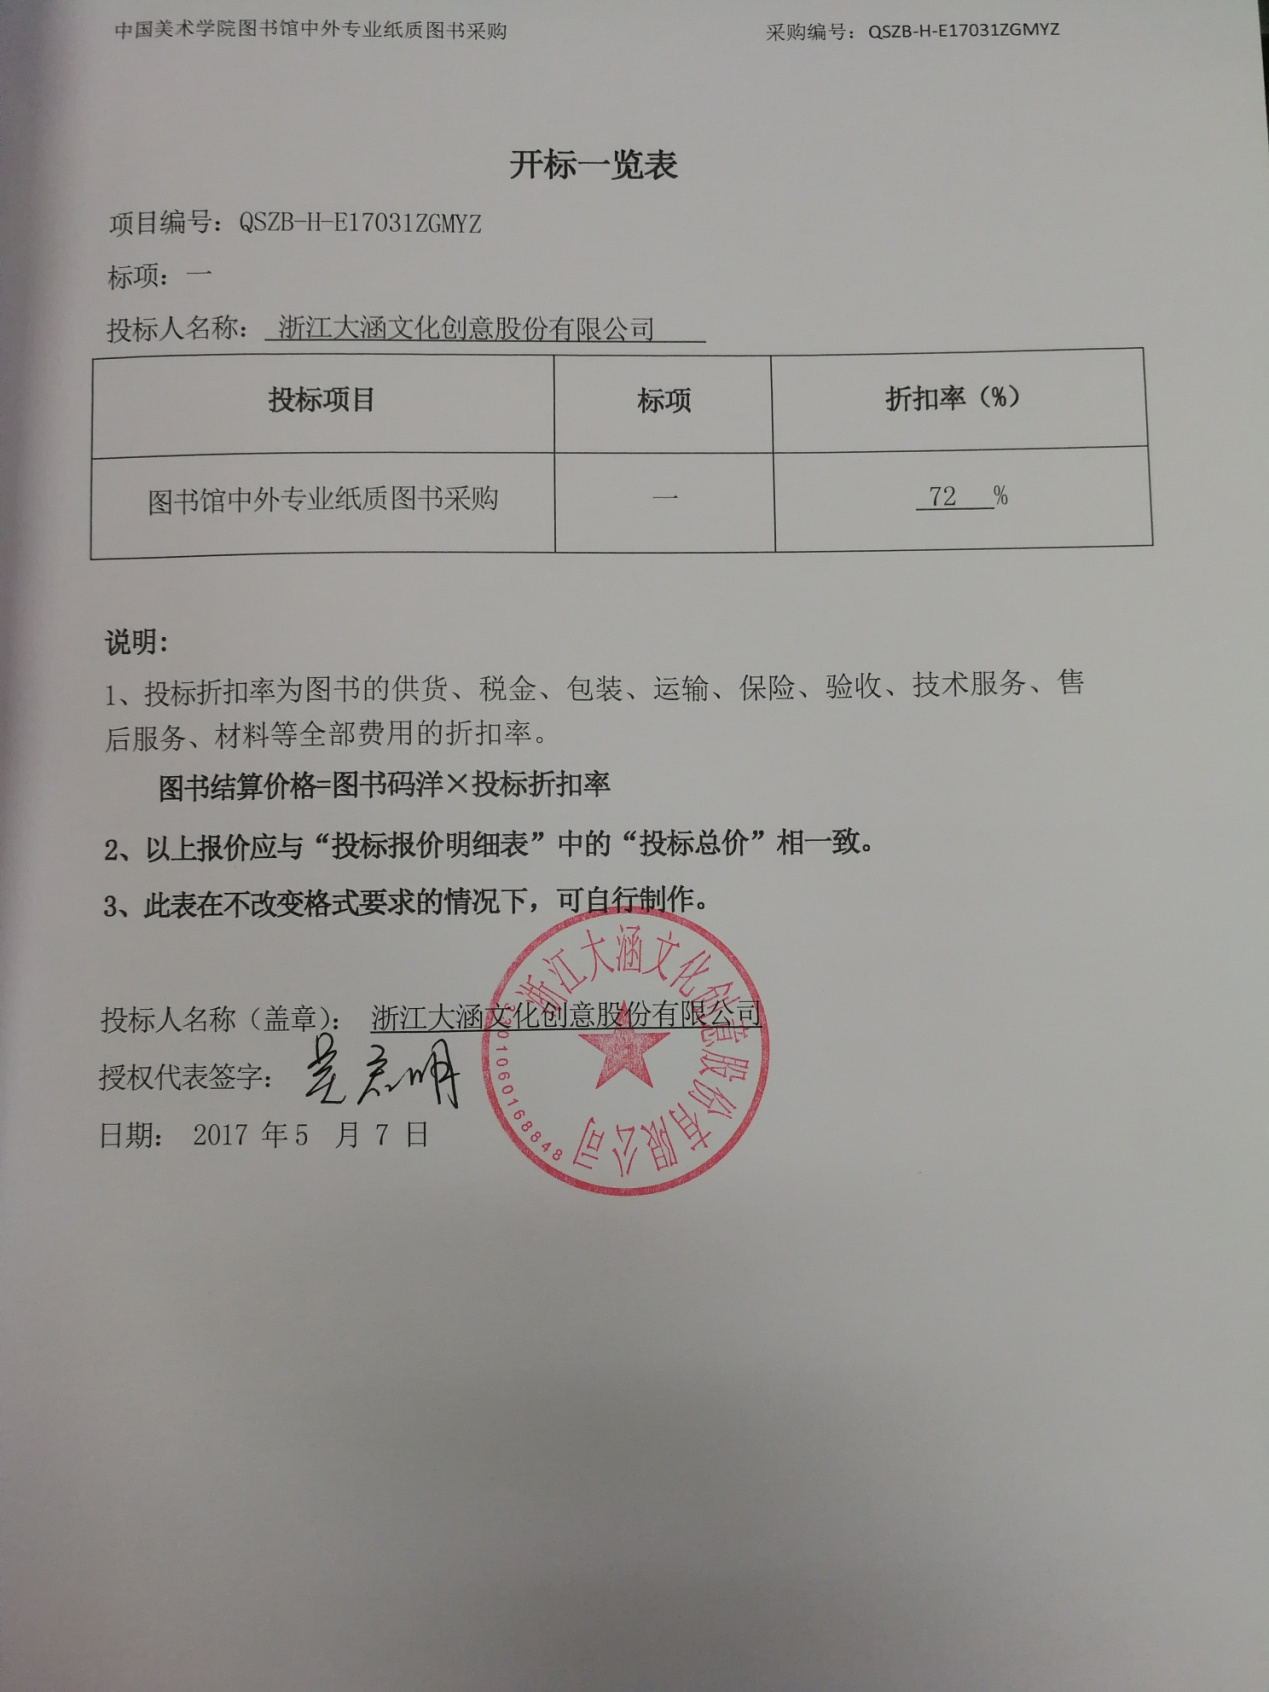 中国美术学院图书馆中外专业纸质图书采购 采购编号：QSZB-H-E17031ZGMYZ
开标一览表
项目编号：QSZB-H-E17031ZGMYZ
标项：一
投标人名称：浙江大涵文化创意股份有限公司
投标项目 标项 折扣率（%）
图书馆中外专业纸质图书采购 一 72 %
说明：
1、投标折扣率为图书的供货、税金、包装、运输、保险、验收、技术服务、售
后服务、材料等全部费用的折扣率。
图书结算价格=图书码洋×投标折扣率
2、以上报价应与“投标报价明细表”中的“投标总价”相一致。
3、此表在不改变格式要求的情况下，可自行制作。
投标人名称（盖章）： 浙江大涵文化创意股份有限公司
授权代表签字：
日期： 2017 年 5 月 7 日
浙江大涵文化创意股份有限公司
3301060168848